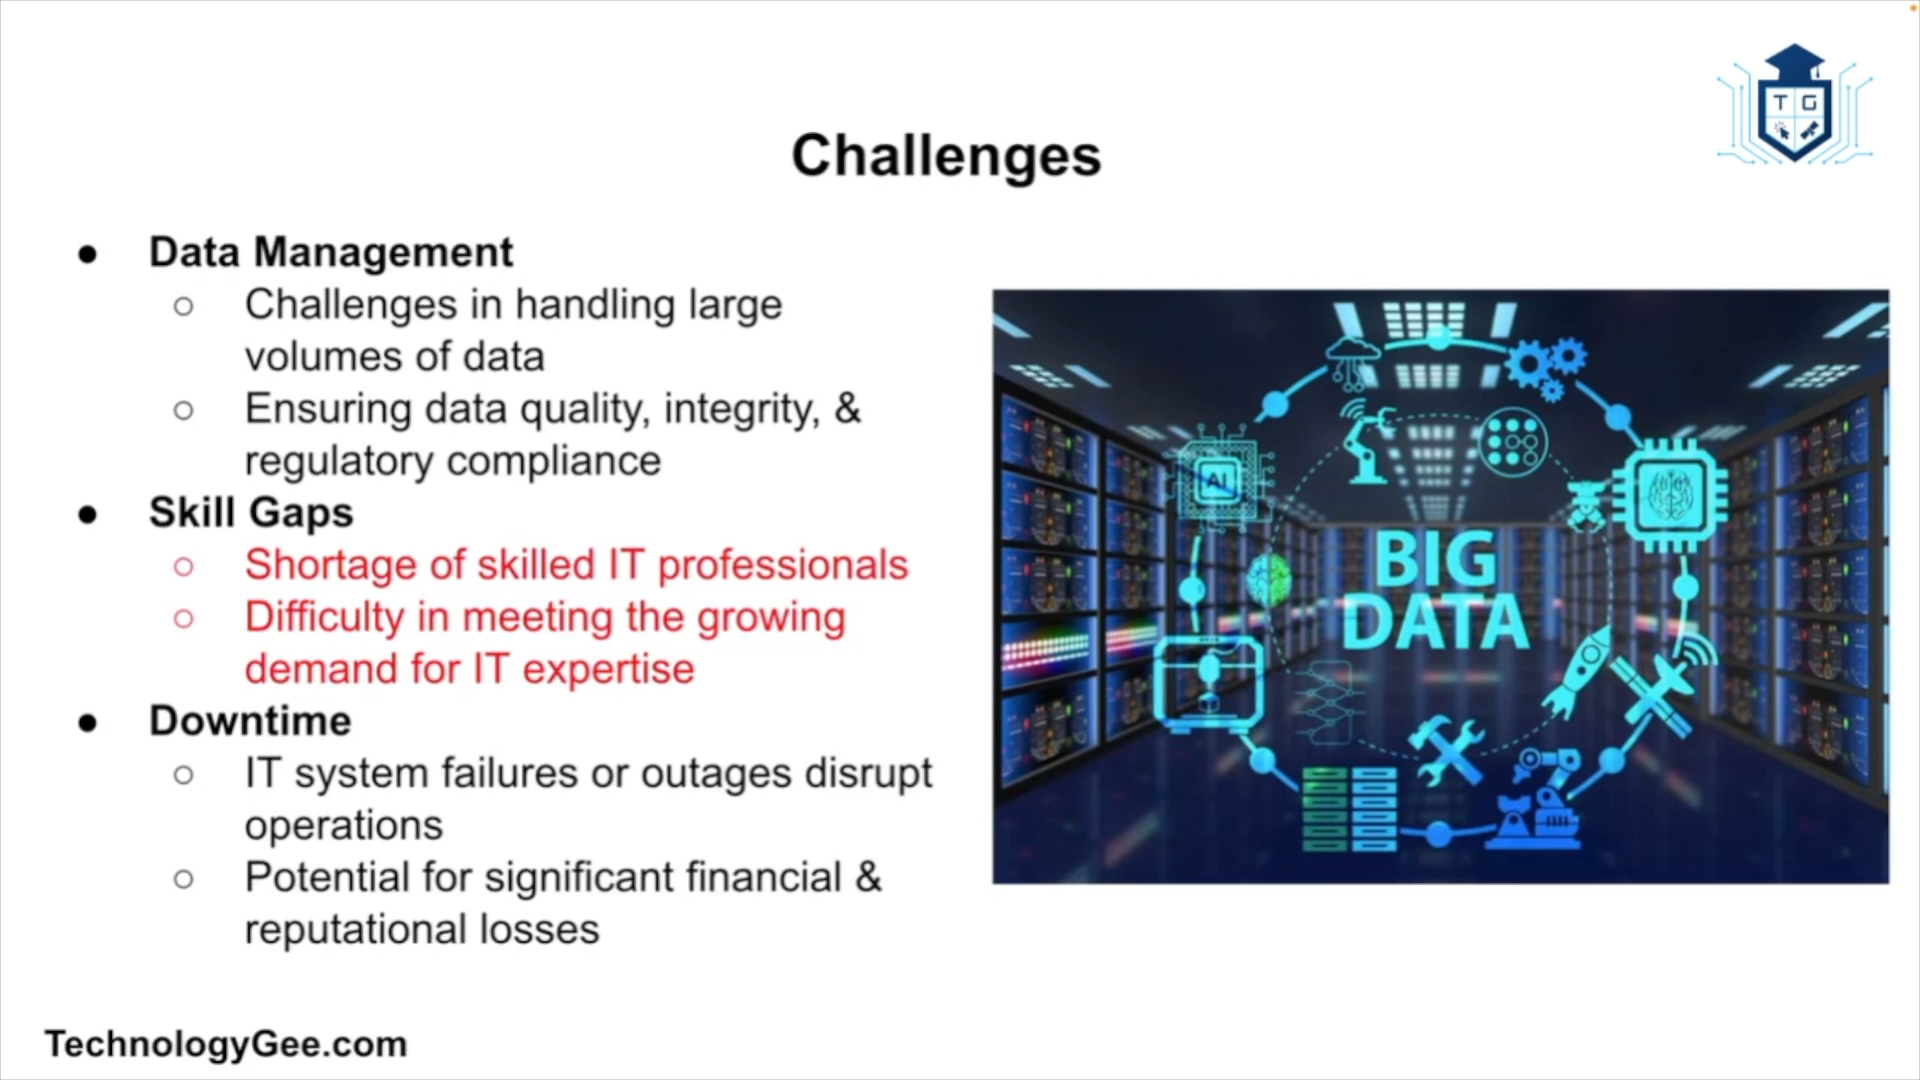 T G
Challenges
● Data Management
○ Challenges in handling large
volumes of data
○ Ensuring data quality, integrity, &
regulatory compliance
● Skill Gaps
○ Shortage of skilled IT professionals
○ Difficulty in meeting the growing
demand for IT expertise
● Downtime
○ IT system failures or outages disrupt
operations
○ Potential for significant financial &
reputational losses
AI
BIG
DATA
TechnologyGee.com